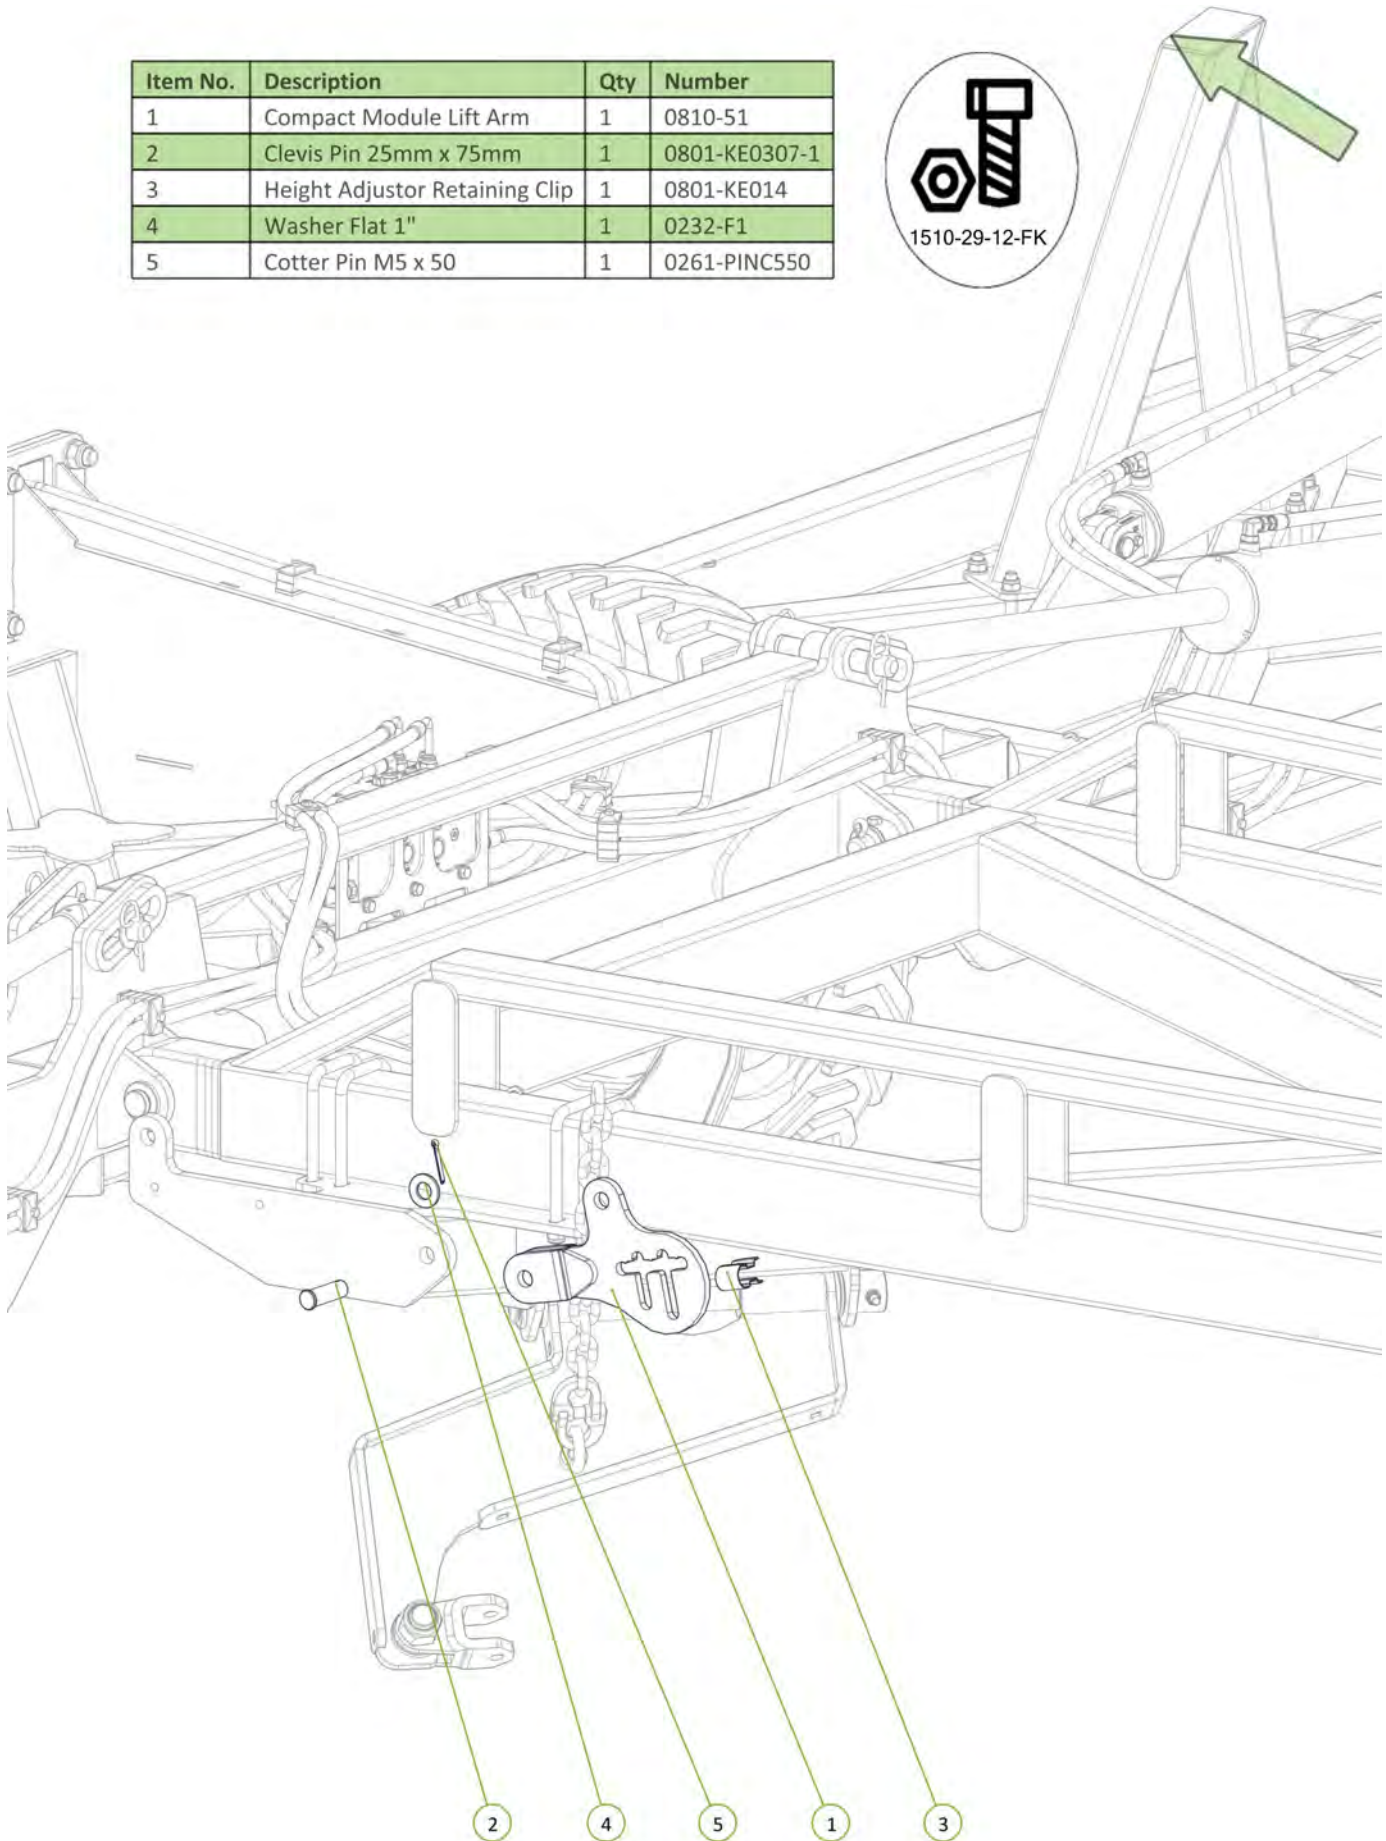 Item No. Description Qty Number
1 Compact Module Lift Arm 1 0810-51
2 Clevis Pin 25mm x 75mm 1 0801-KE0307-1
3 Height Adjustor Retaining Clip 1 0801-KE014
4 Washer Flat 1" 1 0232-F1
5 Cotter Pin M5 x 50 1 0261-PINC550
1510-29-12-FK
2 4 5 1 3